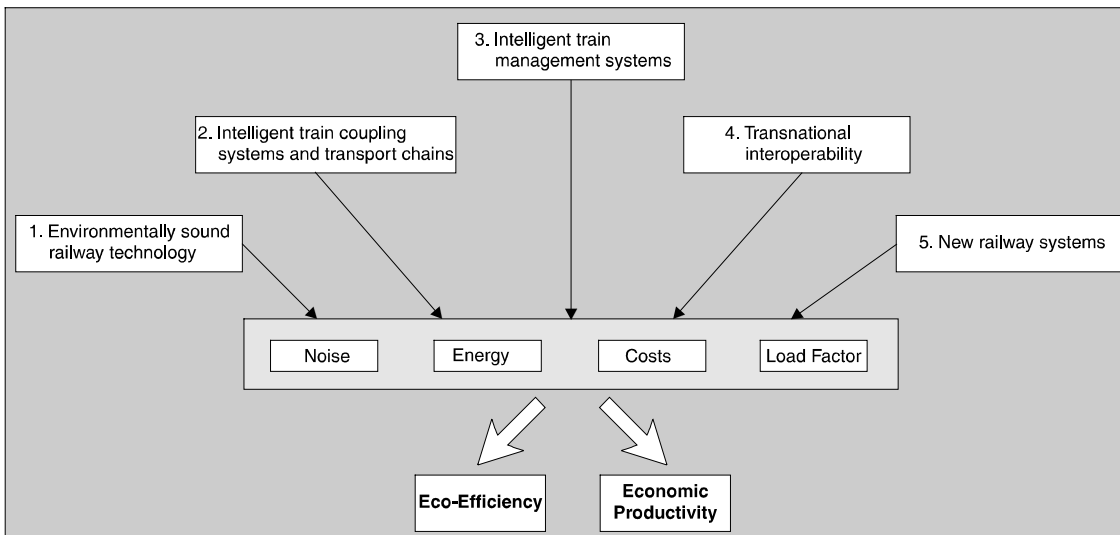 3. Intelligent train
management systems
2. Intelligent train coupling
systems and transport chains
4. Transnational
interoperability
1. Environmentally sound
railway technology
5. New railway systems
Noise
Energy
Costs
Load Factor
Eco-Efficiency
Economic
Productivity